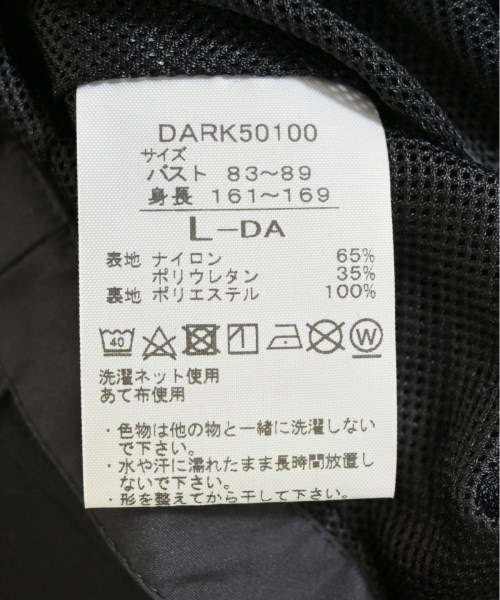 DARK50100
サイズ
バスト 83～89
身長 161～169
L-DA
表地 ナイロン 65%
ポリウレタン 35%
裏地 ポリエステル 100%
40 W
洗濯ネット使用
あて布使用
・色物は他の物と一緒に洗濯しない
で下さい。
・水や汗に濡れたまま長時間放置し
ないで下さい。
・形を整えてから干して下さい。